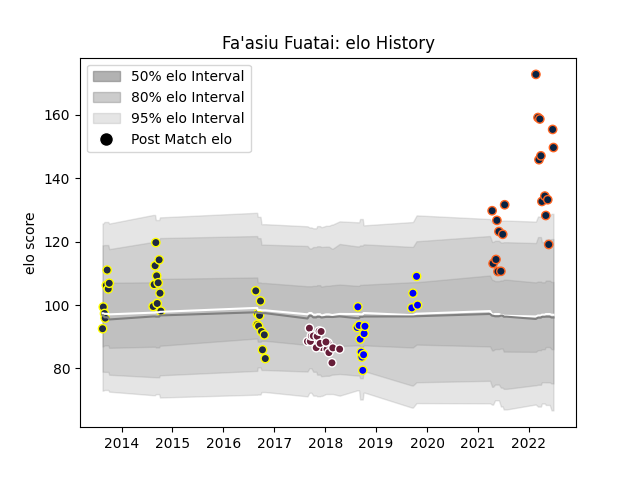 Fa'asiu Fuatai: elo History
50% elo Interval
80% elo Interval
95% elo Interval
Post Match elo
elo score
160
140
120
100
80
2014 2015 2016 2017 2018 2019 2020 2021 2022